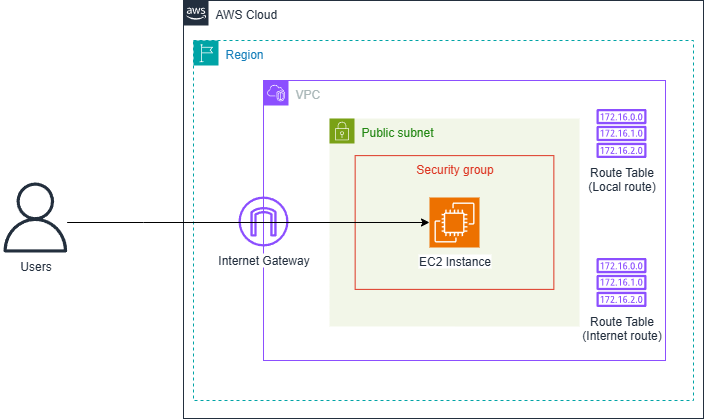 aws
AWS Cloud
Region
VPC
Public subnet
Security group
EC2 Instance
Internet Gateway
Users
172.16.0.0
172.16.1.0
172.16.2.0
Route Table
(Local route)
172.16.0.0
172.16.1.0
172.16.2.0
Route Table
(Internet route)